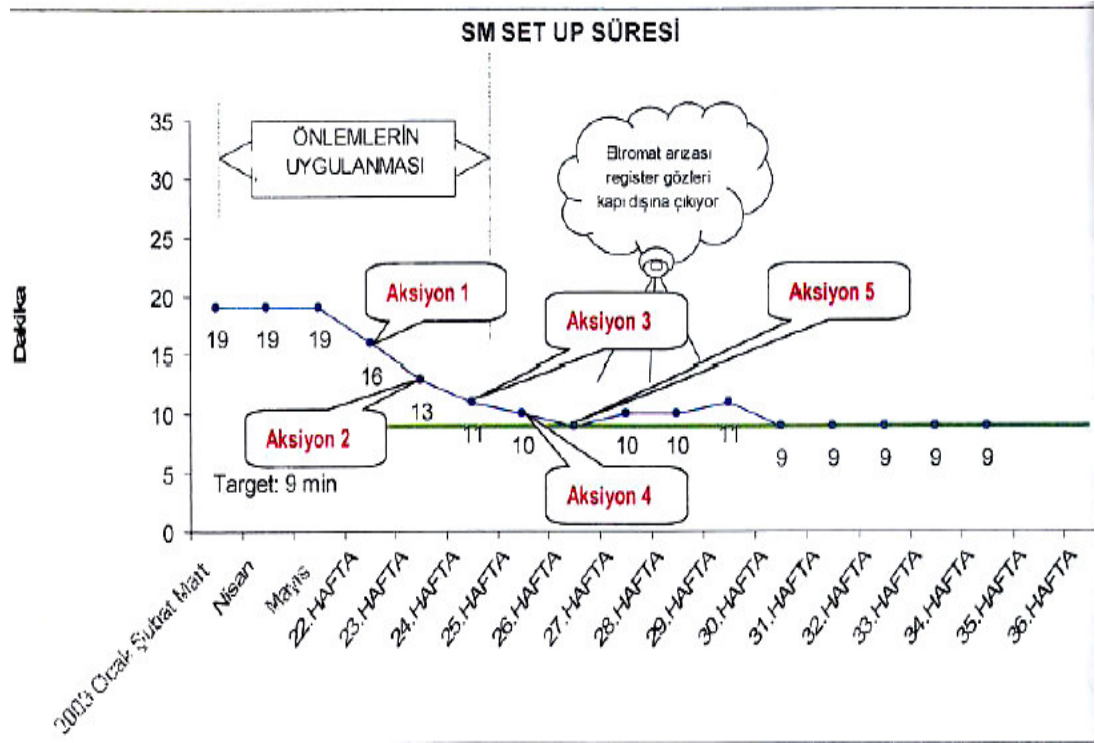 SM SET UP SÜRESİ
ÖNLEMLERİN
UYGULANMASI
Eltromat arızası
register gözleri
kapı dışına çıkıyor
Dakika
35
30
25
20
15
10
5
0
Aksiyon 1
Aksiyon 2
Aksiyon 3
Aksiyon 4
Aksiyon 5
19
19
19
16
13
11
10
10
10
11
9
9
9
9
9
Target: 9 min
2003 Ocak Şubat Mart
Nisan
Mayıs
22.HAFTA
23.HAFTA
24.HAFTA
25.HAFTA
26.HAFTA
27.HAFTA
28.HAFTA
29.HAFTA
30.HAFTA
31.HAFTA
32.HAFTA
33.HAFTA
34.HAFTA
35.HAFTA
36.HAFTA